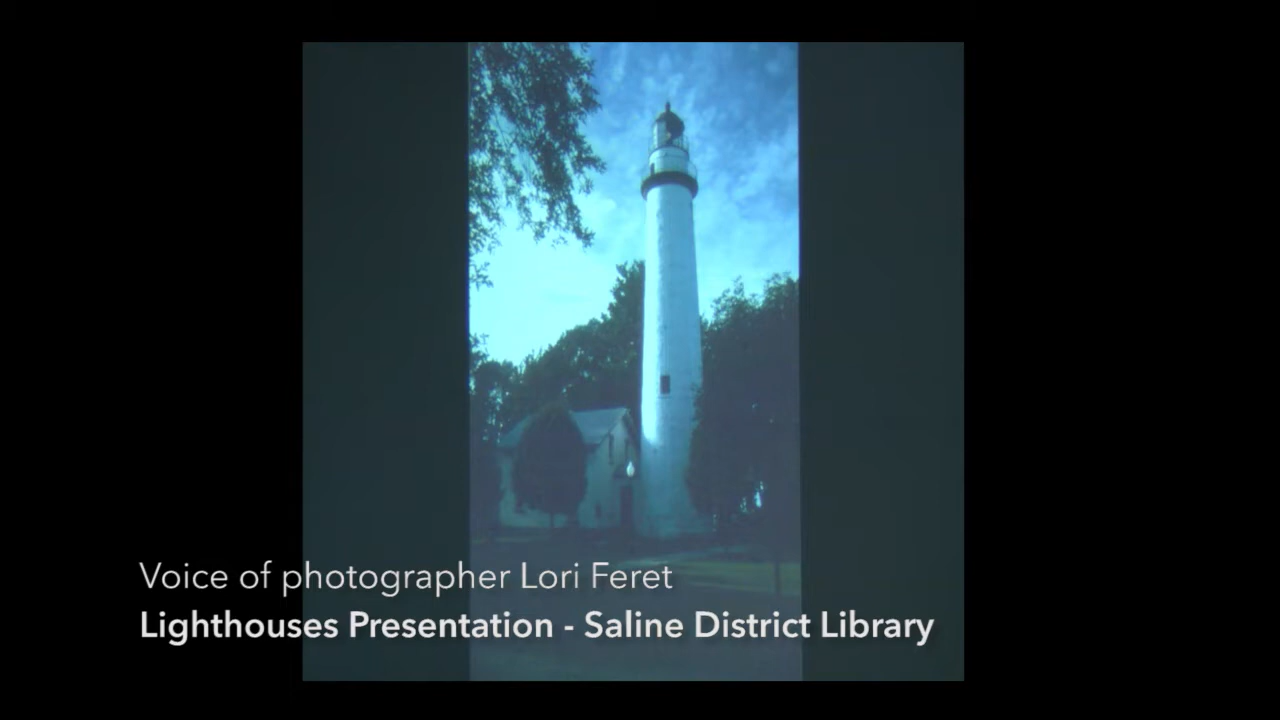 Voice of photographer Lori Feret
Lighthouses Presentation - Saline District Library